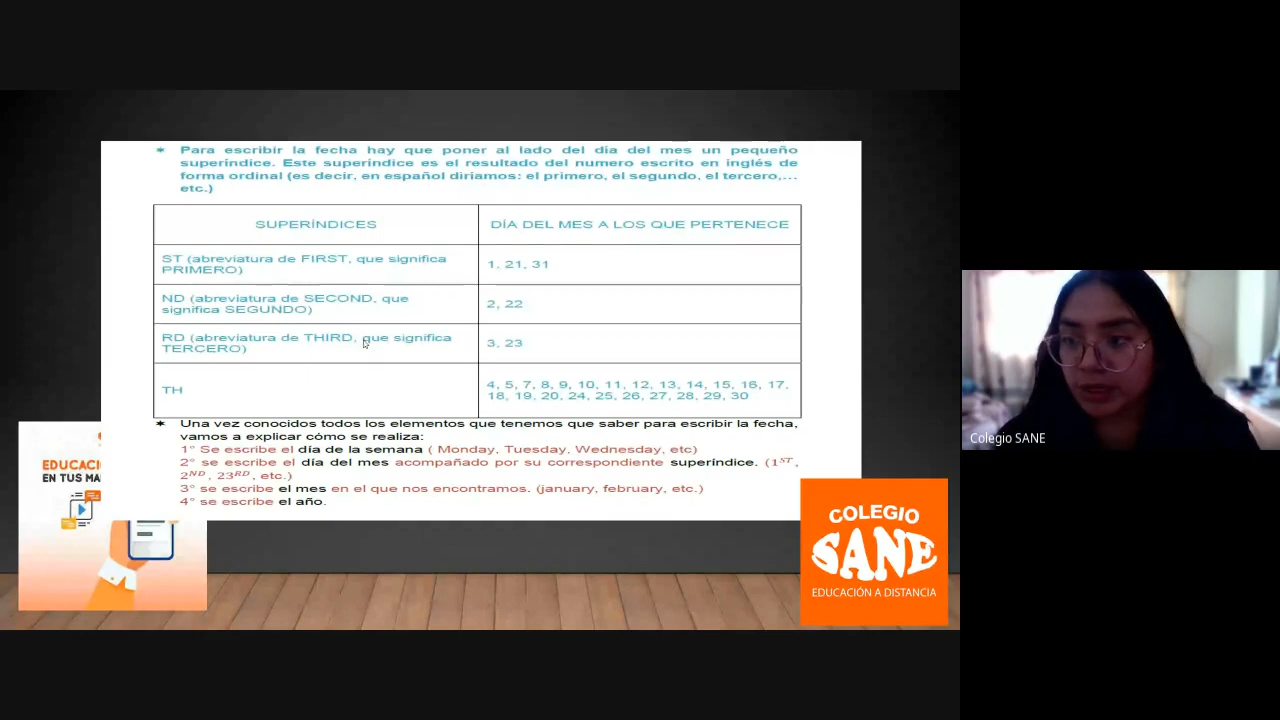 * Para escribir la fecha hay que poner al lado del día del mes un pequeño
superíndice. Este superíndice es el resultado del numero escrito en inglés de
forma ordinal (es decir, en español diríamos: el primero, el segundo, el tercero,...
etc.)
SUPERÍNDICES
DÍA DEL MES A LOS QUE PERTENECE
ST (abreviatura de FIRST, que significa
PRIMERO)
1, 21, 31
ND (abreviatura de SECOND, que
significa SEGUNDO)
2, 22
RD (abreviatura de THIRD, que significa
TERCERO)
3, 23
TH
4, 5, 7, 8, 9, 10, 11, 12, 13, 14, 15, 16, 17,
18, 19, 20, 24, 25, 26, 27, 28, 29, 30
* Una vez conocidos todos los elementos que tenemos que saber para escribir la fecha,
vamos a explicar cómo se realiza:
1° Se escribe el día de la semana ( Monday, Tuesday, Wednesday, etc)
2° se escribe el día del mes acompañado por su correspondiente superíndice. (1ST,
2ND, 23RD, etc.)
3° se escribe el mes en el que nos encontramos. (january, february, etc.)
4° se escribe el año.
EDUCACI
EN TUS MA
COLEGIO
SANE
EDUCACIÓN A DISTANCIA
Colegio SANE